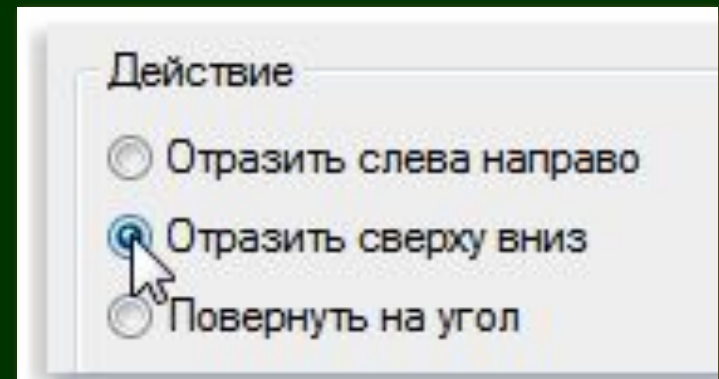 Действие
Отразить слева направо
Отразить сверху вниз
Повернуть на угол